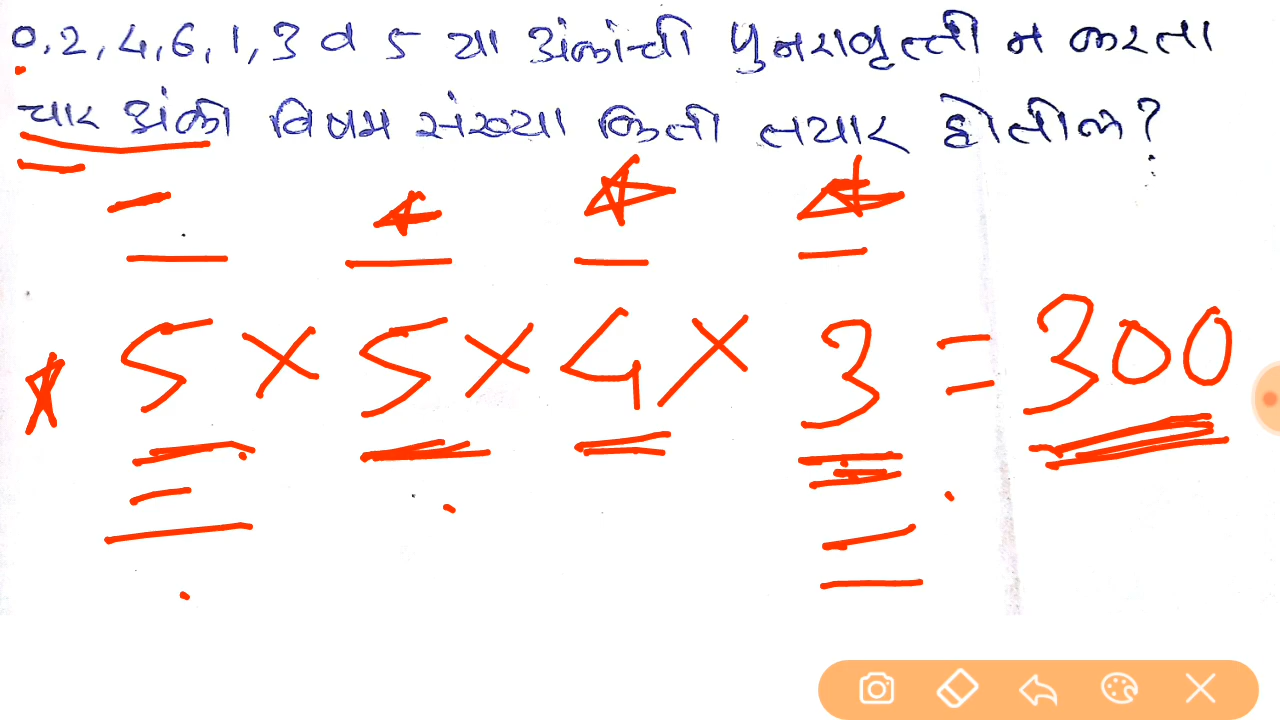 0, 2, 4, 6, 1, 3 व 5 या अंकांची पुनरावृत्ती न करता
चार अंकी विषम संख्या किती तयार होतील?
5 × 5 × 4 × 3 = 300